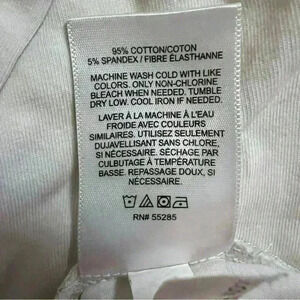 95% COTTON/COTON
5% SPANDEX/FIBRE ÉLASTHANNE
MACHINE WASH COLD WITH LIKE
COLORS. ONLY NON-CHLORINE
BLEACH WHEN NEEDED. TUMBLE
DRY LOW. COOL IRON IF NEEDED.
LAVER À LA MACHINE À L'EAU
FROIDE AVEC COULEURS
SIMILAIRES. UTILISEZ SEULEMENT
DUJAVELLISANT SANS CHLORE,
SI NÉCESSAIRE. SÉCHAGE PAR
CULBUTAGE À TEMPÉRATURE
BASSE. REPASSAGE DOUX, SI
NÉCESSAIRE.
RN# 55285